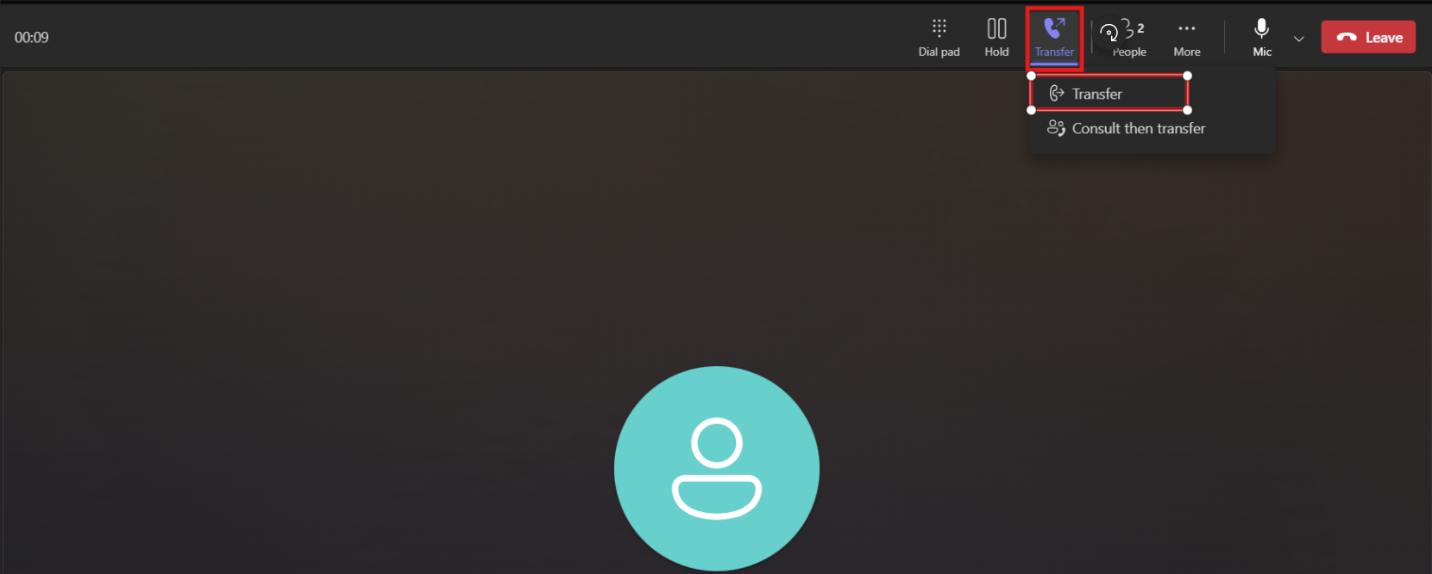 00:09
Dial pad
Hold
Transfer
2
People
More
Mic
Leave
Transfer
Consult then transfer